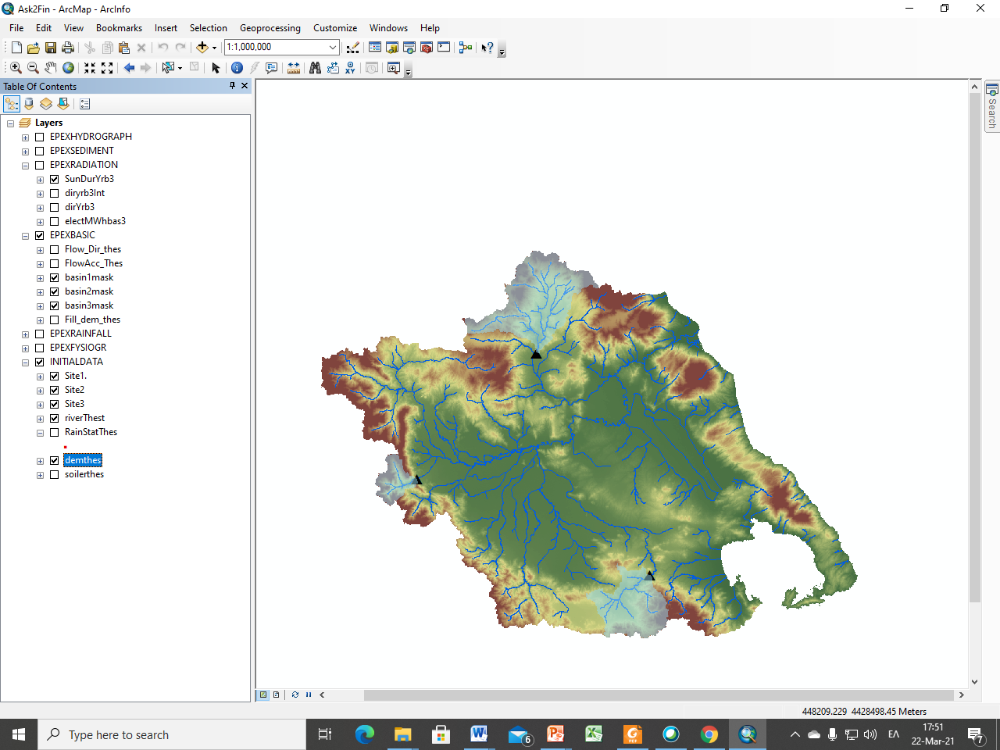 Ask2Fin - ArcMap - ArcInfo
File Edit View Bookmarks Insert Selection Geoprocessing Customize Windows Help
1:1,000,000
Table Of Contents
Layers
EPEXHYDROGRAPH
EPEXSEDIMENT
EPEXRADIATION
SunDurYrb3
diryrb3Int
dirYrb3
electMWhbas3
EPEXBASIC
Flow_Dir_thes
FlowAcc_Thes
basin1mask
basin2mask
basin3mask
Fill_dem_thes
EPEXRAINFALL
EPEXFYSIOGR
INITIALDATA
Site1.
Site2
Site3
riverThest
RainStatThes
demthes
soilerthes
Search
448209.229 4428498.45 Meters
Type here to search
6
ΕΛ
17:51
22-Mar-21
7